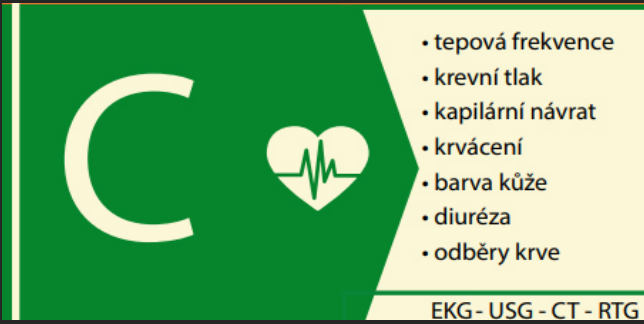 C
• tepová frekvence
• krevní tlak
• kapilární návrat
• krvácení
• barva kůže
• diuréza
• odběry krve
EKG - USG - CT - RTG